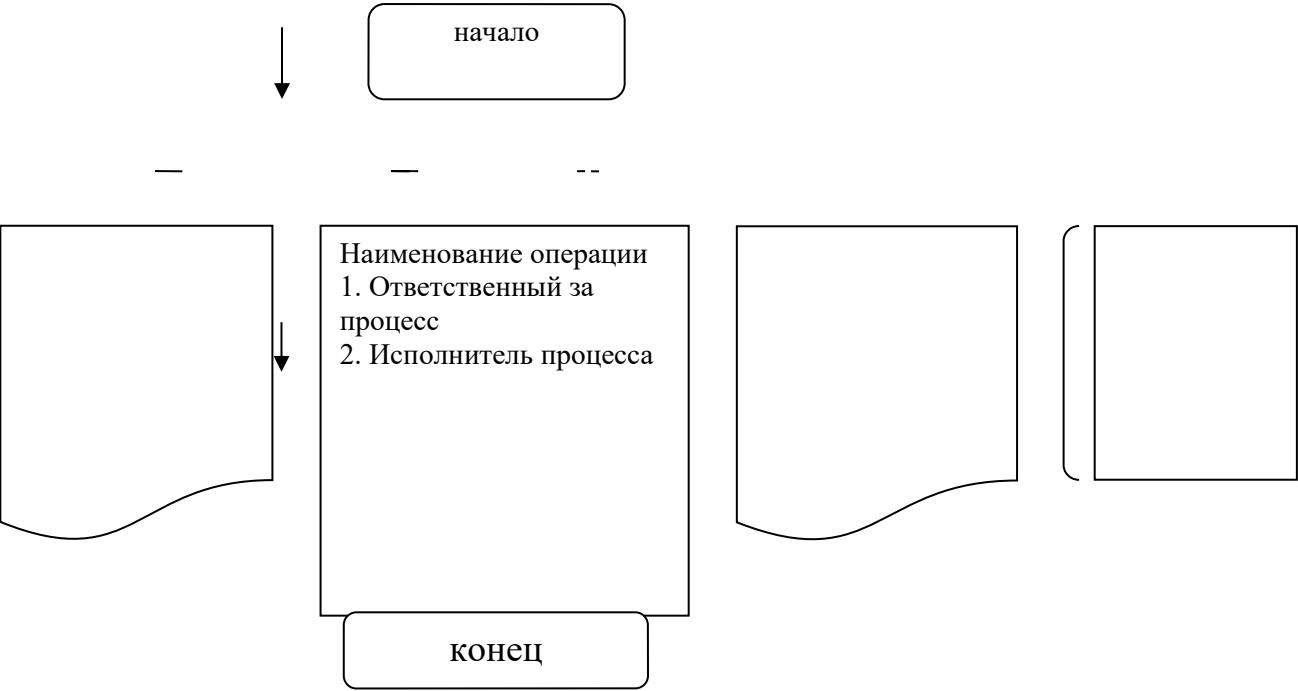 начало
Наименование операции
1. Ответственный за
процесс
2. Исполнитель процесса
конец